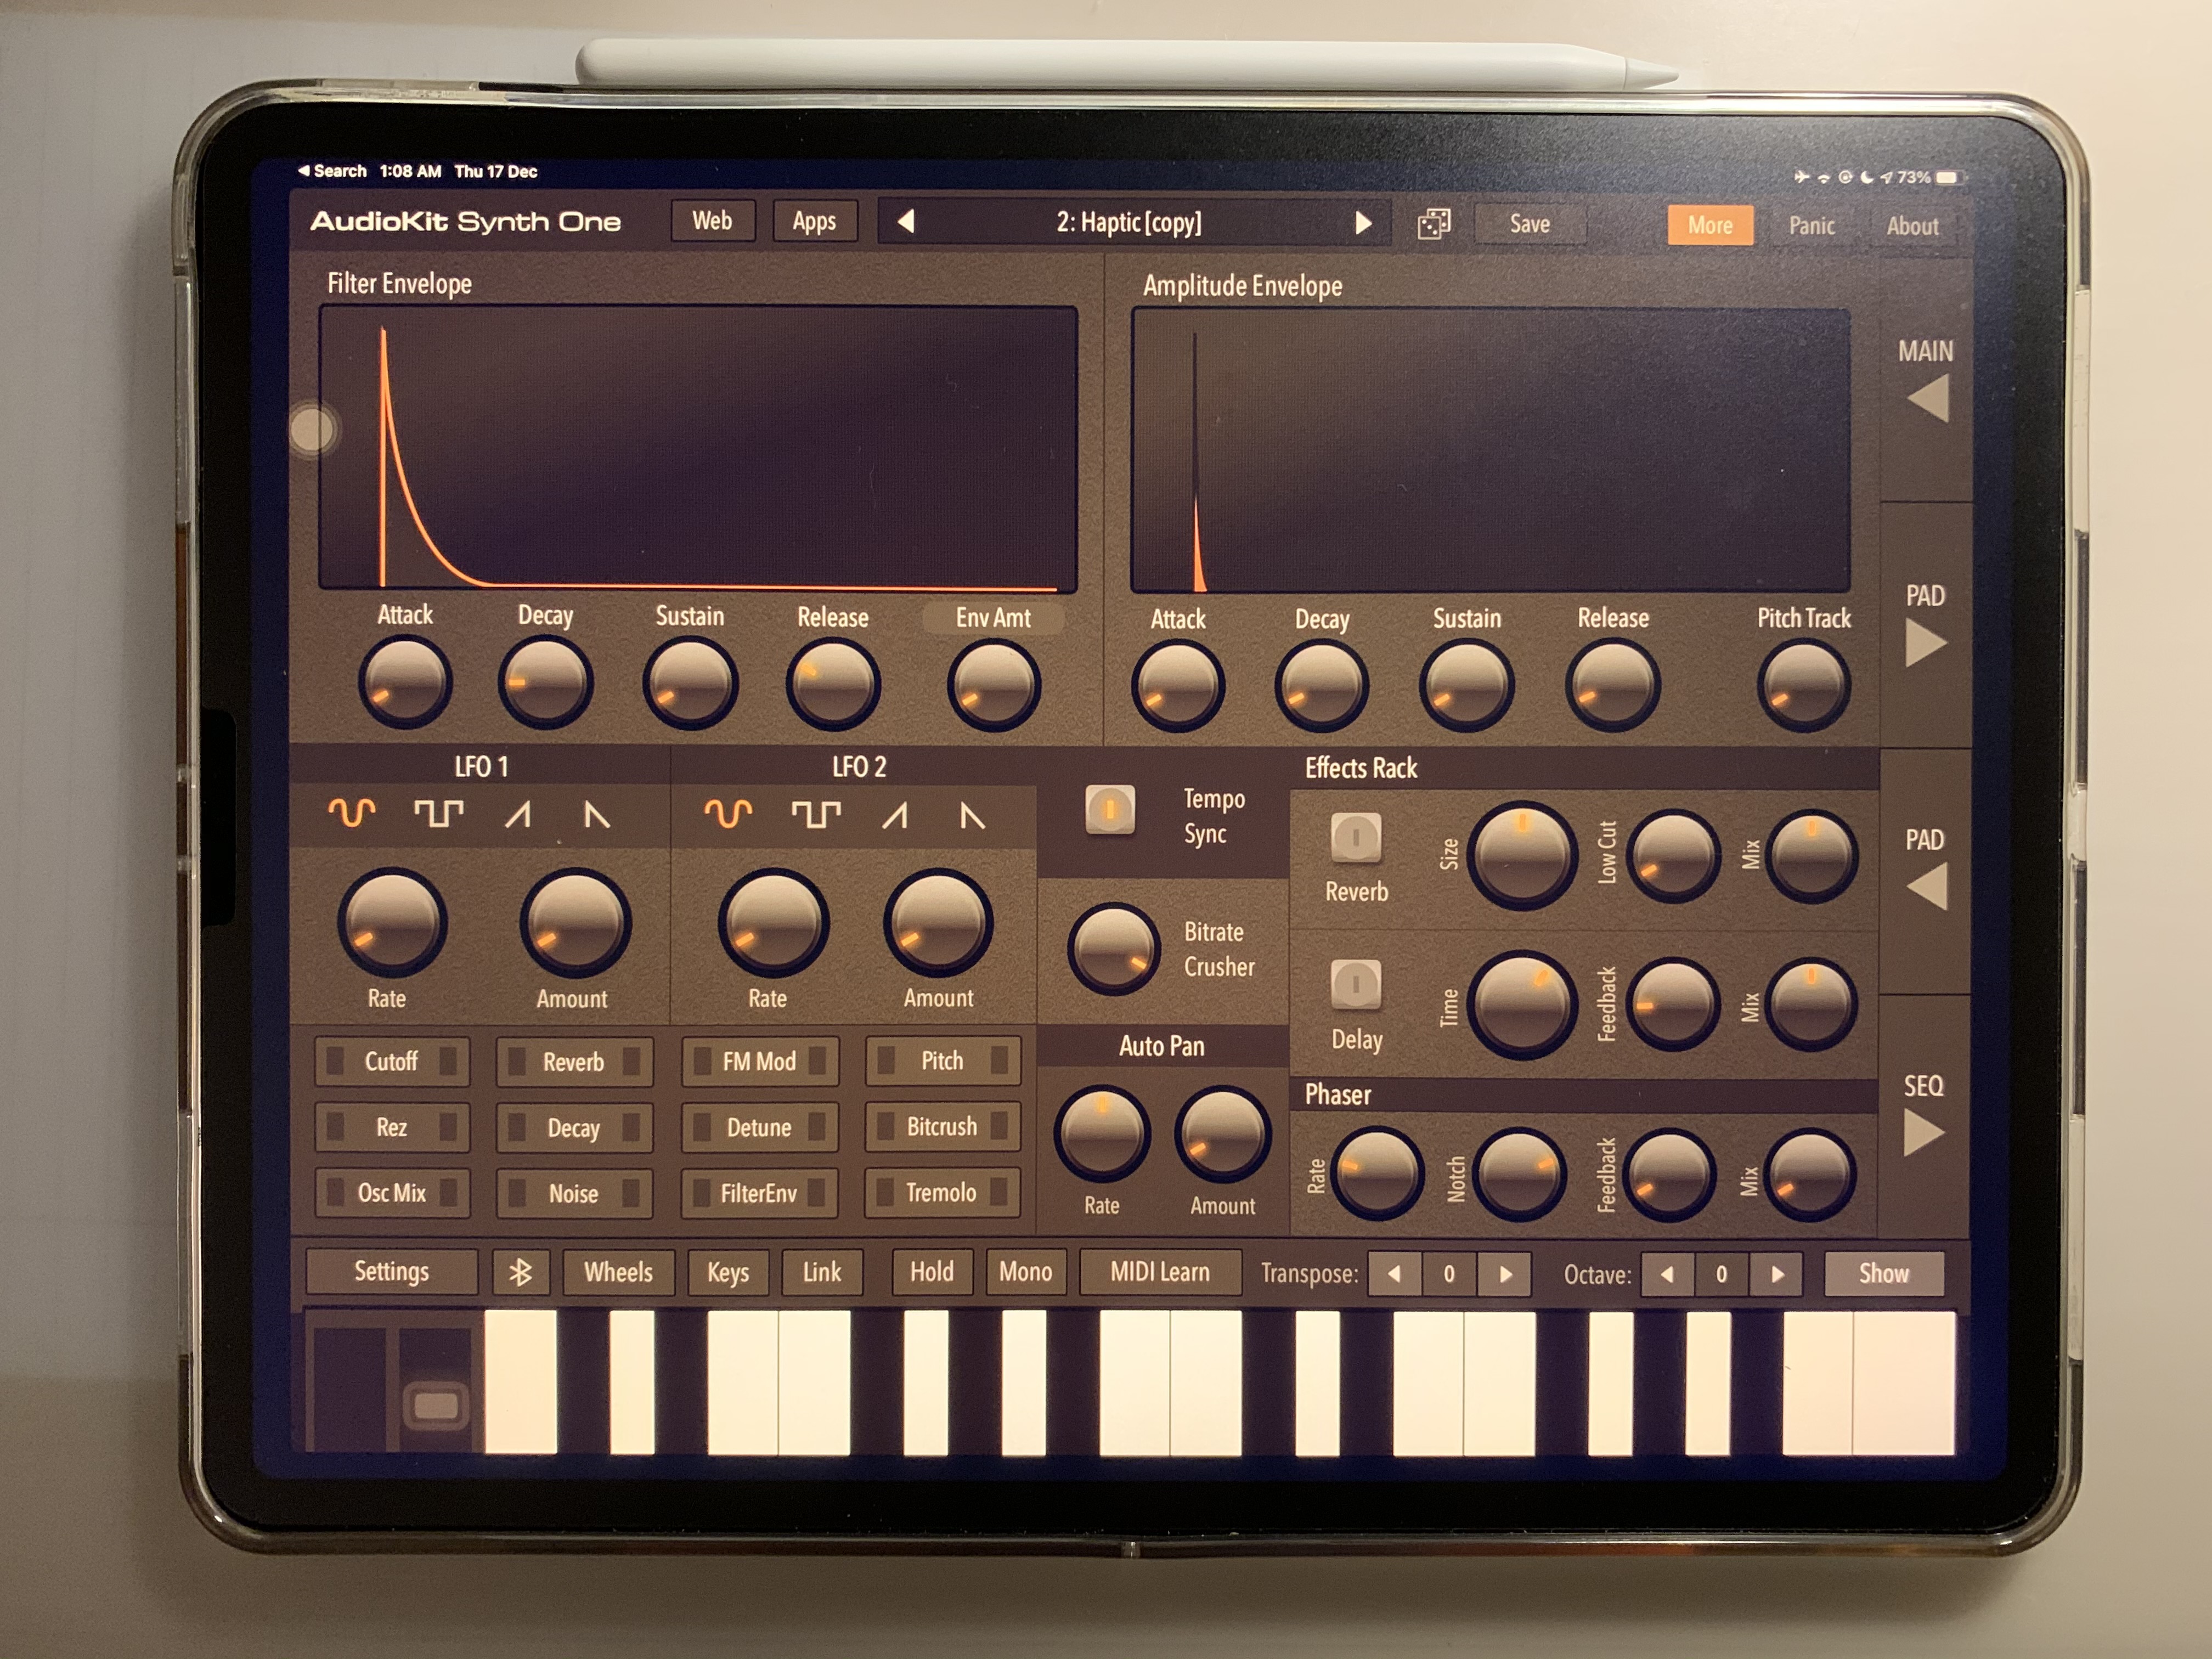 Search 1:08 AM Thu 17 Dec
73%
AudioKit Synth One
Web
Apps
2: Haptic [copy]
Save
More
Panic
About
Filter Envelope
Amplitude Envelope
MAIN
PAD
PAD
SEQ
Attack
Decay
Sustain
Release
Env Amt
Attack
Decay
Sustain
Release
Pitch Track
LFO 1
LFO 2
Rate
Amount
Rate
Amount
Tempo
Sync
Bitrate
Crusher
Effects Rack
Reverb
Size
Low Cut
Mix
Delay
Time
Feedback
Mix
Cutoff
Reverb
FM Mod
Pitch
Rez
Decay
Detune
Bitcrush
Osc Mix
Noise
FilterEnv
Tremolo
Auto Pan
Rate
Amount
Phaser
Rate
Notch
Feedback
Mix
Settings
Wheels
Keys
Link
Hold
Mono
MIDI Learn
Transpose:
0
Octave:
0
Show